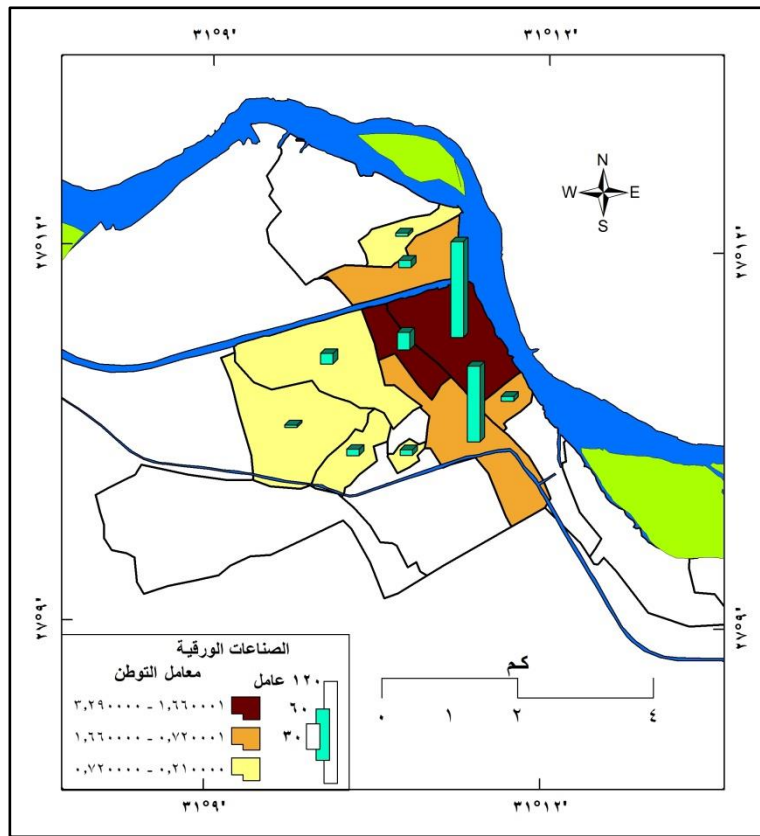 ٣١°٩' ٣١°١٢'
N
W E
S
٢٧°١٢' ٢٧°١٢'
٢٧°٩' ٢٧°٩'
الصناعات الورقية
معامل التوطن
١٢٠ عامل
٦٠
٣٠
١,٦٦٠٠٠١ - ٣,٢٩٠٠٠٠
٠,٧٢٠٠٠١ - ١,٦٦٠٠٠٠
٠,٢١٠٠٠٠ - ٠,٧٢٠٠٠٠
كم
٠ ١ ٢ ٤
٣١°٩' ٣١°١٢'